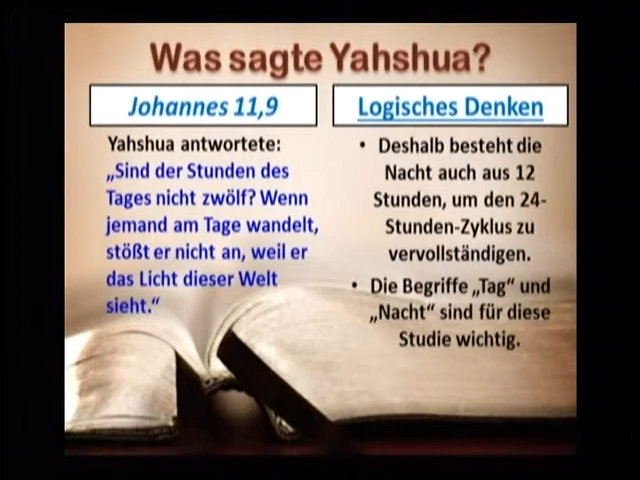 Was sagte Yahshua?
Johannes 11,9
Yahshua antwortete:
„Sind der Stunden des
Tages nicht zwölf? Wenn
jemand am Tage wandelt,
stößt er nicht an, weil er
das Licht dieser Welt
sieht.“
Logisches Denken
• Deshalb besteht die
Nacht auch aus 12
Stunden, um den 24-
Stunden-Zyklus zu
vervollständigen.
• Die Begriffe „Tag“ und
„Nacht“ sind für diese
Studie wichtig.